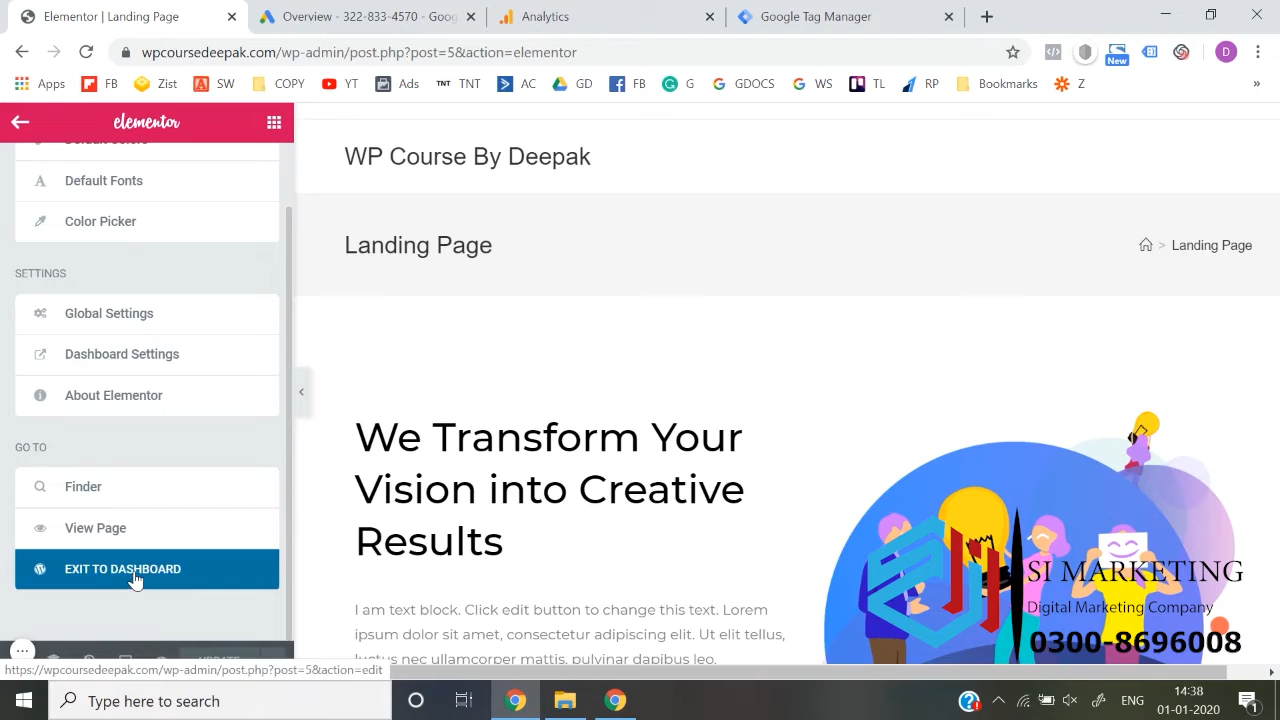 Elementor | Landing Page
Overview - 322-833-4570 - Goog
Analytics
Google Tag Manager
wpcoursedeepak.com/wp-admin/post.php?post=5&action=elementor
D
New
Apps
FB
Zist
SW
COPY
YT
Ads
TNT TNT
AC
GD
FB
G
GDOCS
WS
TL
RP
Bookmarks
Z
»
elementor
Default Colors
Default Fonts
Color Picker
SETTINGS
Global Settings
Dashboard Settings
About Elementor
GO TO
Finder
View Page
EXIT TO DASHBOARD
UPDATE
https://wpcoursedeepak.com/wp-admin/post.php?post=5&action=edit
WP Course By Deepak
Landing Page
> Landing Page
We Transform Your
Vision into Creative
Results
I am text block. Click edit button to change this text. Lorem
ipsum dolor sit amet, consectetur adipiscing elit. Ut elit tellus,
luctus nec ullamcorper mattis, pulvinar dapibus leo.
SI MARKETING
Digital Marketing Company
0300-8696008
Type here to search
ENG
14:38
01-01-2020
1